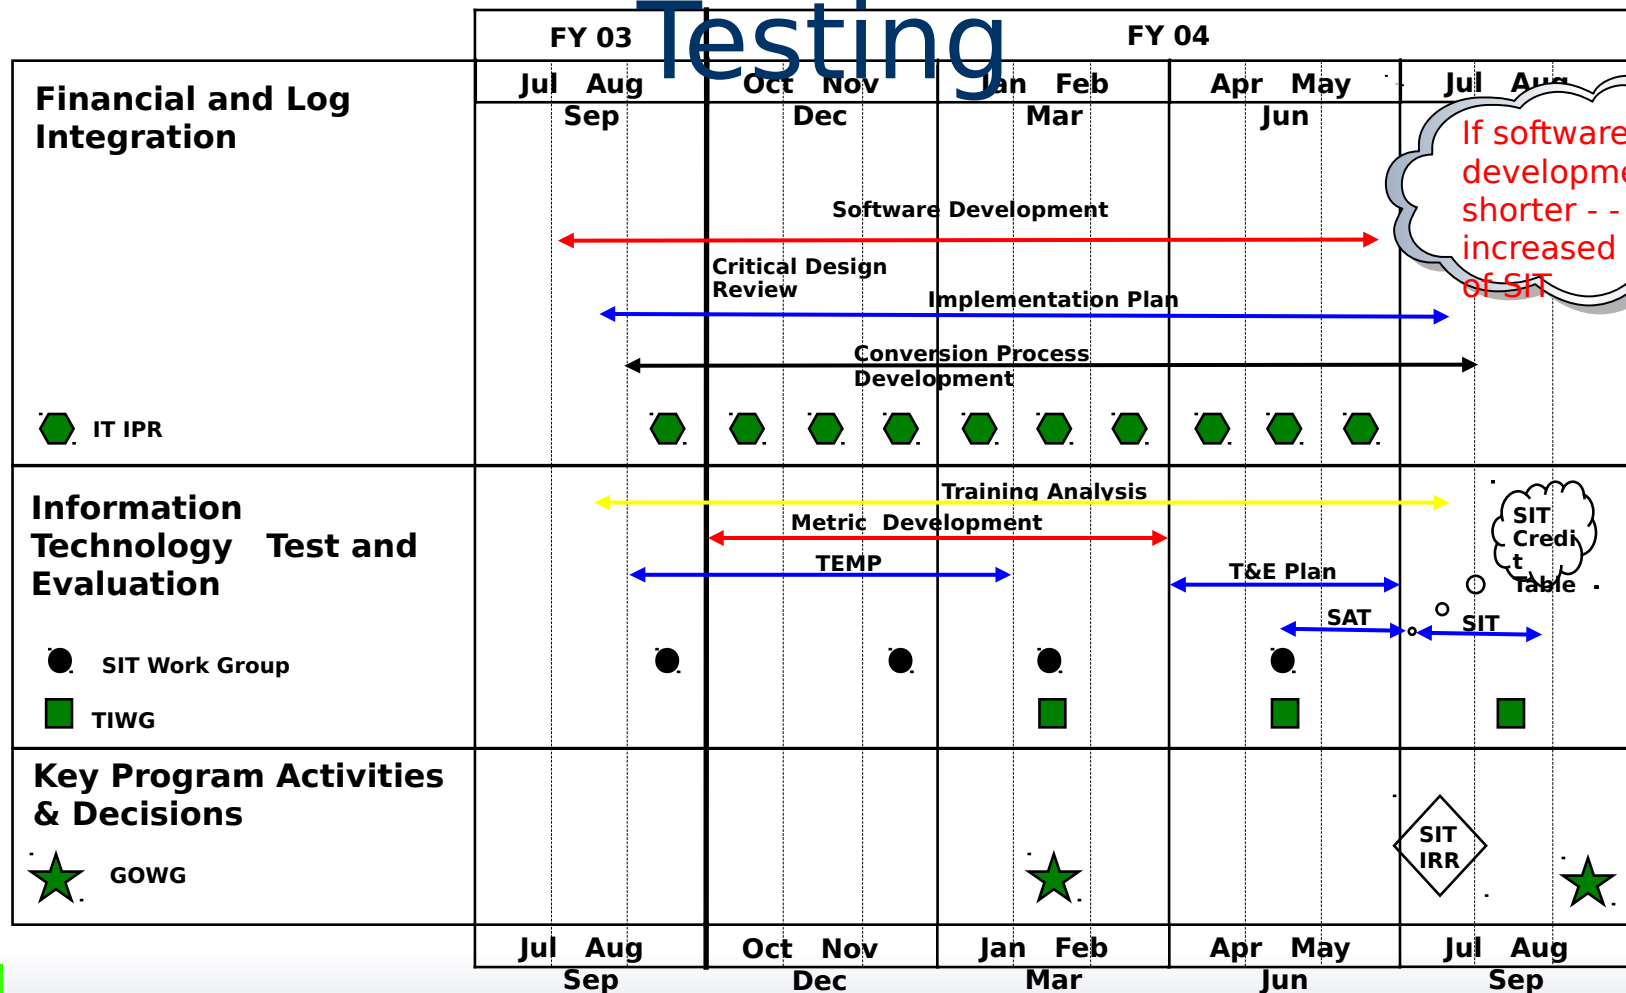 Testing
FY 03
FY 04
Jul Aug
Sep
Oct Nov
Dec
Jan Feb
Mar
Apr May
Jun
Jul Aug
Financial and Log
Integration
If software
developme
shorter - -
increased
of SIT
Software Development
Critical Design
Review
Implementation Plan
Conversion Process
Development
IT IPR
Information
Technology Test and
Evaluation
Training Analysis
Metric Development
TEMP
T&E Plan
SAT
SIT
SIT
Credi
t
Table
SIT Work Group
TIWG
Key Program Activities
& Decisions
GOWG
SIT
IRR
Jul Aug
Sep
Oct Nov
Dec
Jan Feb
Mar
Apr May
Jun
Jul Aug
Sep